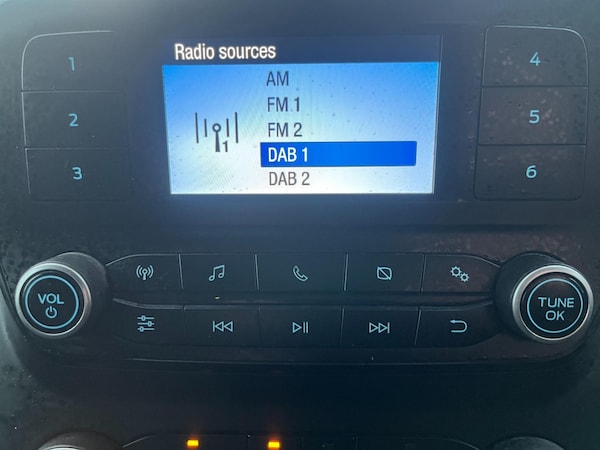 Radio sources
AM
FM 1
FM 2
DAB 1
DAB 2
1
1
2
3
4
5
6
VOL
TUNE
OK